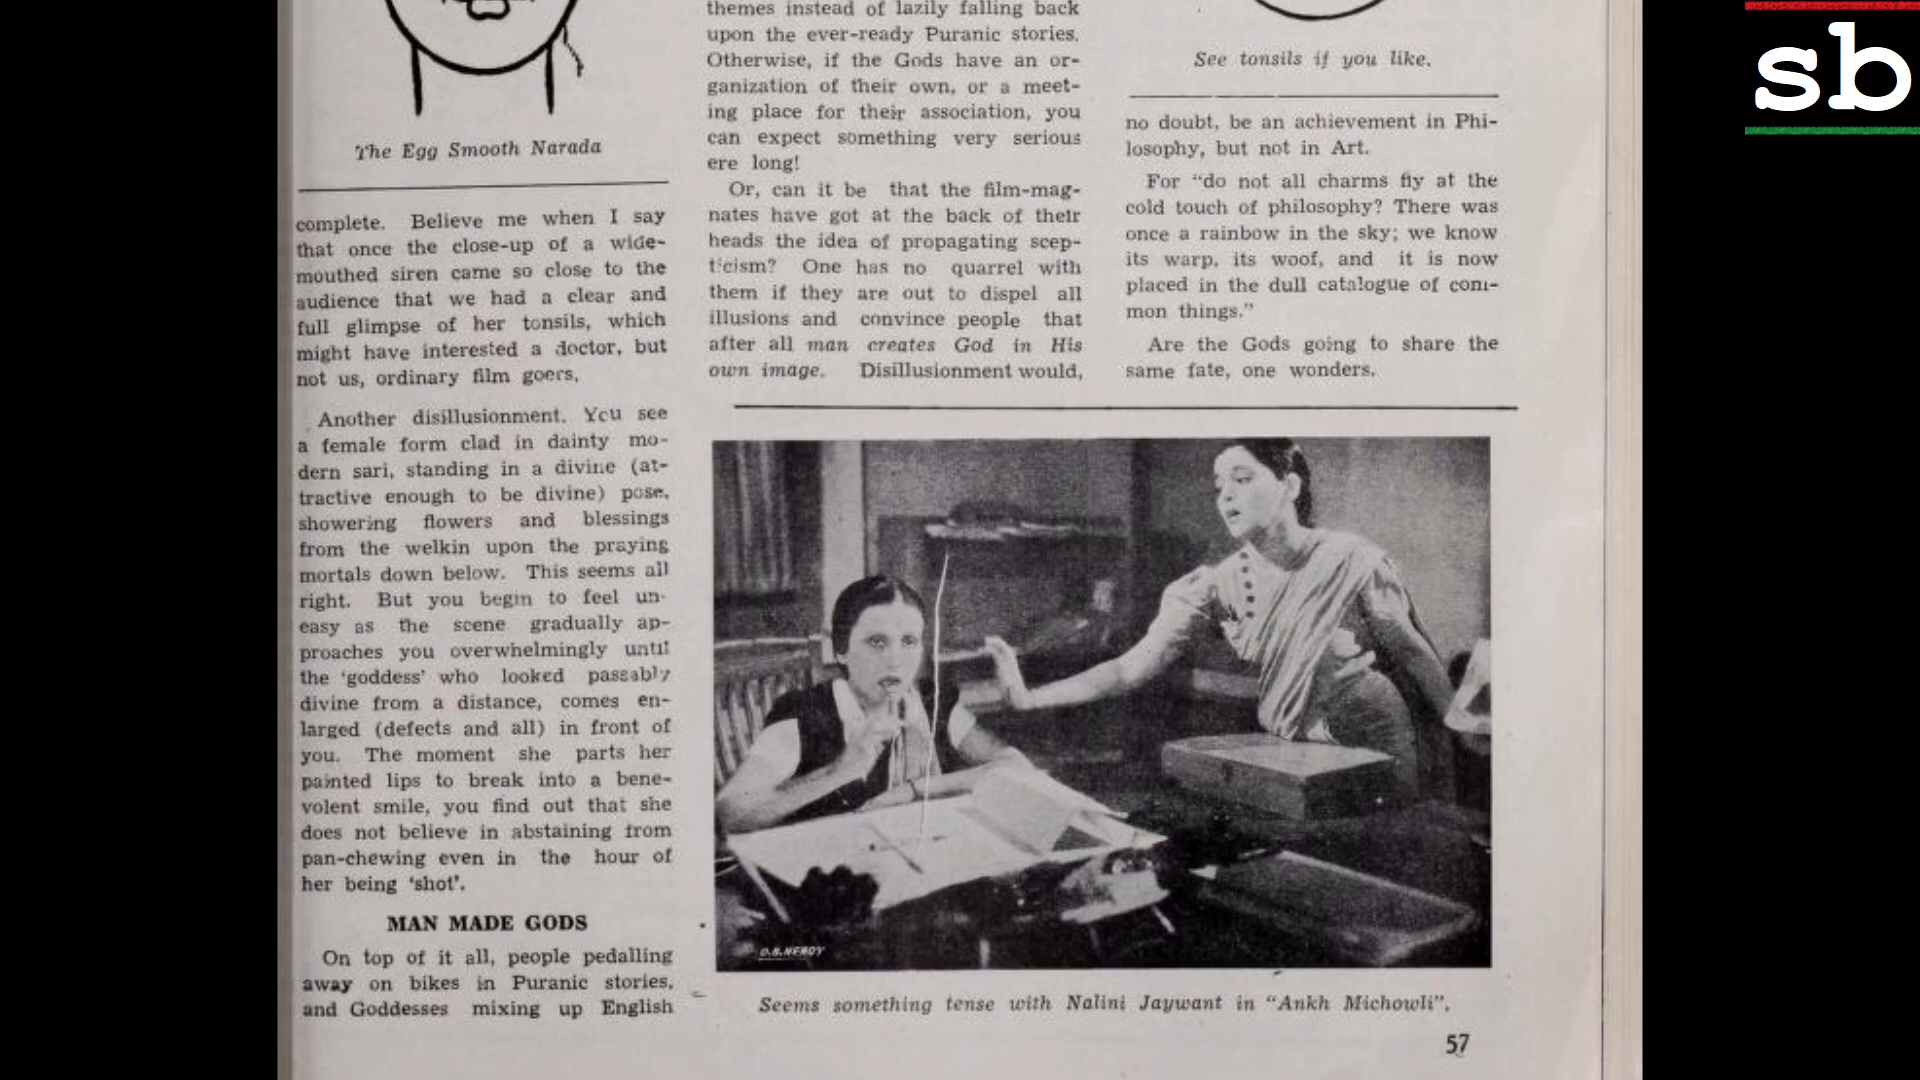 The Egg Smooth Narada
complete. Believe me when I say
that once the close-up of a wide-
mouthed siren came so close to the
audience that we had a clear and
full glimpse of her tonsils, which
might have interested a doctor, but
not us, ordinary film goers.
Another disillusionment. You see
a female form clad in dainty mo-
dern sari, standing in a divine (at-
tractive enough to be divine) pose,
showering flowers and blessings
from the welkin upon the praying
mortals down below. This seems all
right. But you begin to feel un-
easy as the scene gradually ap-
proaches you overwhelmingly until
the 'goddess' who looked passably
divine from a distance, comes en-
larged (defects and all) in front of
you. The moment she parts her
painted lips to break into a bene-
volent smile, you find out that she
does not believe in abstaining from
pan-chewing even in the hour of
her being 'shot'.
MAN MADE GODS
On top of it all, people pedalling
away on bikes in Puranic stories,
and Goddesses mixing up English
themes instead of lazily falling back
upon the ever-ready Puranic stories.
Otherwise, if the Gods have an or-
ganization of their own, or a meet-
ing place for their association, you
can expect something very serious
ere long!
Or, can it be that the film-mag-
nates have got at the back of their
heads the idea of propagating scep-
ticism? One has no quarrel with
them if they are out to dispel all
illusions and convince people that
after all man creates God in His
own image. Disillusionment would,
See tonsils if you like.
no doubt, be an achievement in Phi-
losophy, but not in Art.
For "do not all charms fly at the
cold touch of philosophy? There was
once a rainbow in the sky; we know
its warp, its woof, and it is now
placed in the dull catalogue of com-
mon things."
Are the Gods going to share the
same fate, one wonders.
Seems something tense with Nalini Jaywant in "Ankh Michowli".
57
sb